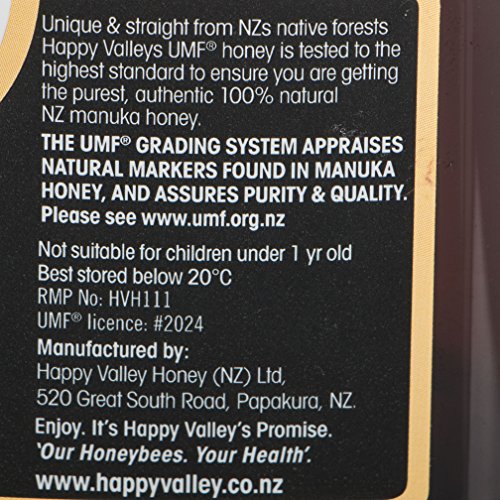 Unique & straight from NZs native forests
Happy Valleys UMF® honey is tested to the
highest standard to ensure you are getting
the purest, authentic 100% natural
NZ manuka honey.
THE UMF® GRADING SYSTEM APPRAISES
NATURAL MARKERS FOUND IN MANUKA
HONEY, AND ASSURES PURITY & QUALITY.
Please see www.umf.org.nz
Not suitable for children under 1 yr old
Best stored below 20°C
RMP No: HVH111
UMF® licence: #2024
Manufactured by:
Happy Valley Honey (NZ) Ltd,
520 Great South Road, Papakura, NZ.
Enjoy. It's Happy Valley's Promise.
'Our Honeybees. Your Health'.
www.happyvalley.co.nz